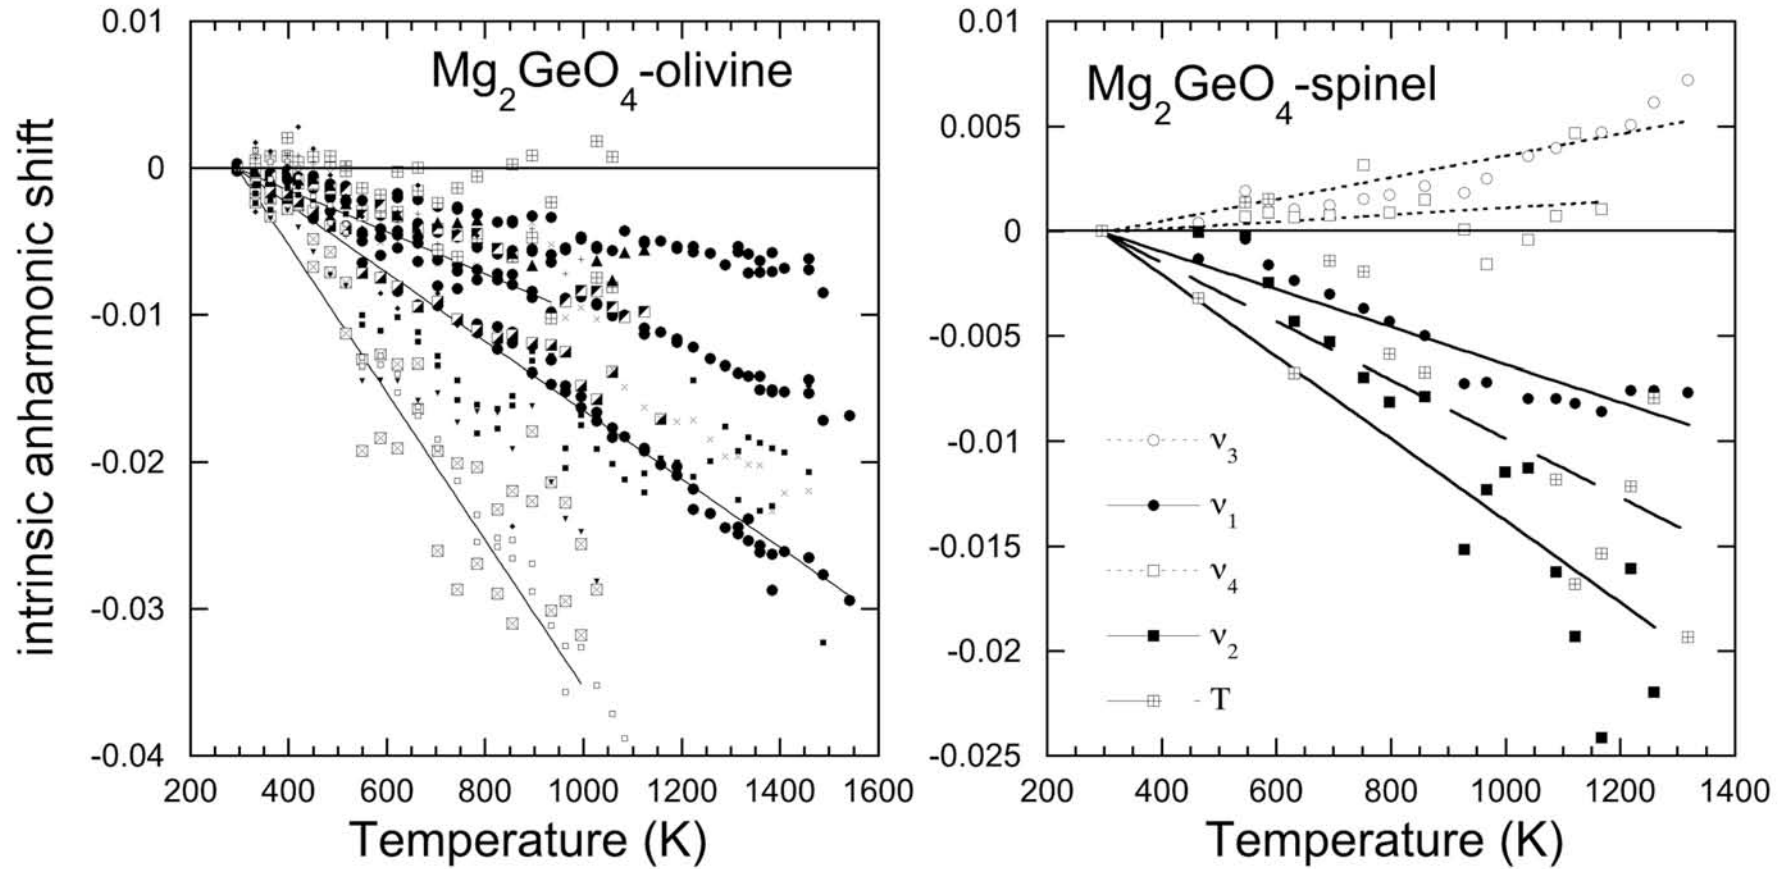 intrinsic anharmonic shift
Mg2GeO4-olivine
0.01
0
-0.01
-0.02
-0.03
-0.04
200 400 600 800 1000 1200 1400 1600
Temperature (K)
Mg2GeO4-spinel
0.01
0.005
0
-0.005
-0.01
-0.015
-0.02
-0.025
ν3
ν1
ν4
ν2
T
200 400 600 800 1000 1200 1400
Temperature (K)